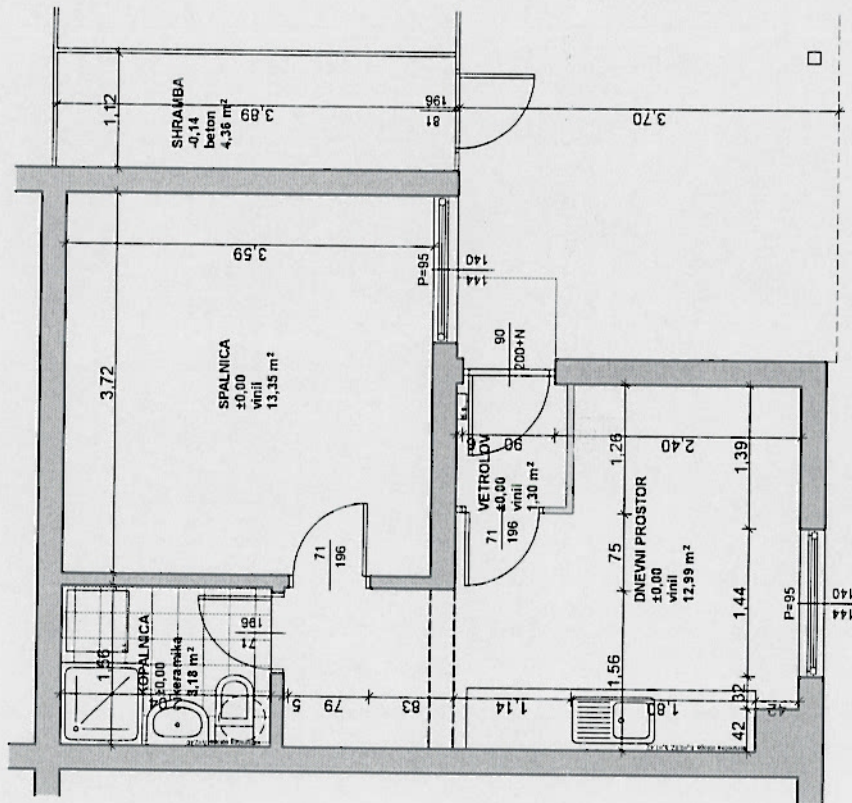 SHRAMBA
-0,14
beton
4,36 m²
1,12
3,89
81
196
3,70
3,59
3,72
SPALNICA
±0,00
vinil
13,35 m²
P=95
140
144
90
200+N
71
196
VETROLOV
±0,00
vinil
1,30 m²
90
71
196
1,26
2,40
1,39
75
DNEVNI PROSTOR
±0,00
vinil
12,99 m²
1,44
P=95
140
144
KOPALNICA
±0,00
keramika
3,18 m²
1,56
196
71
5
79
83
1,14
1,56
32
42
42